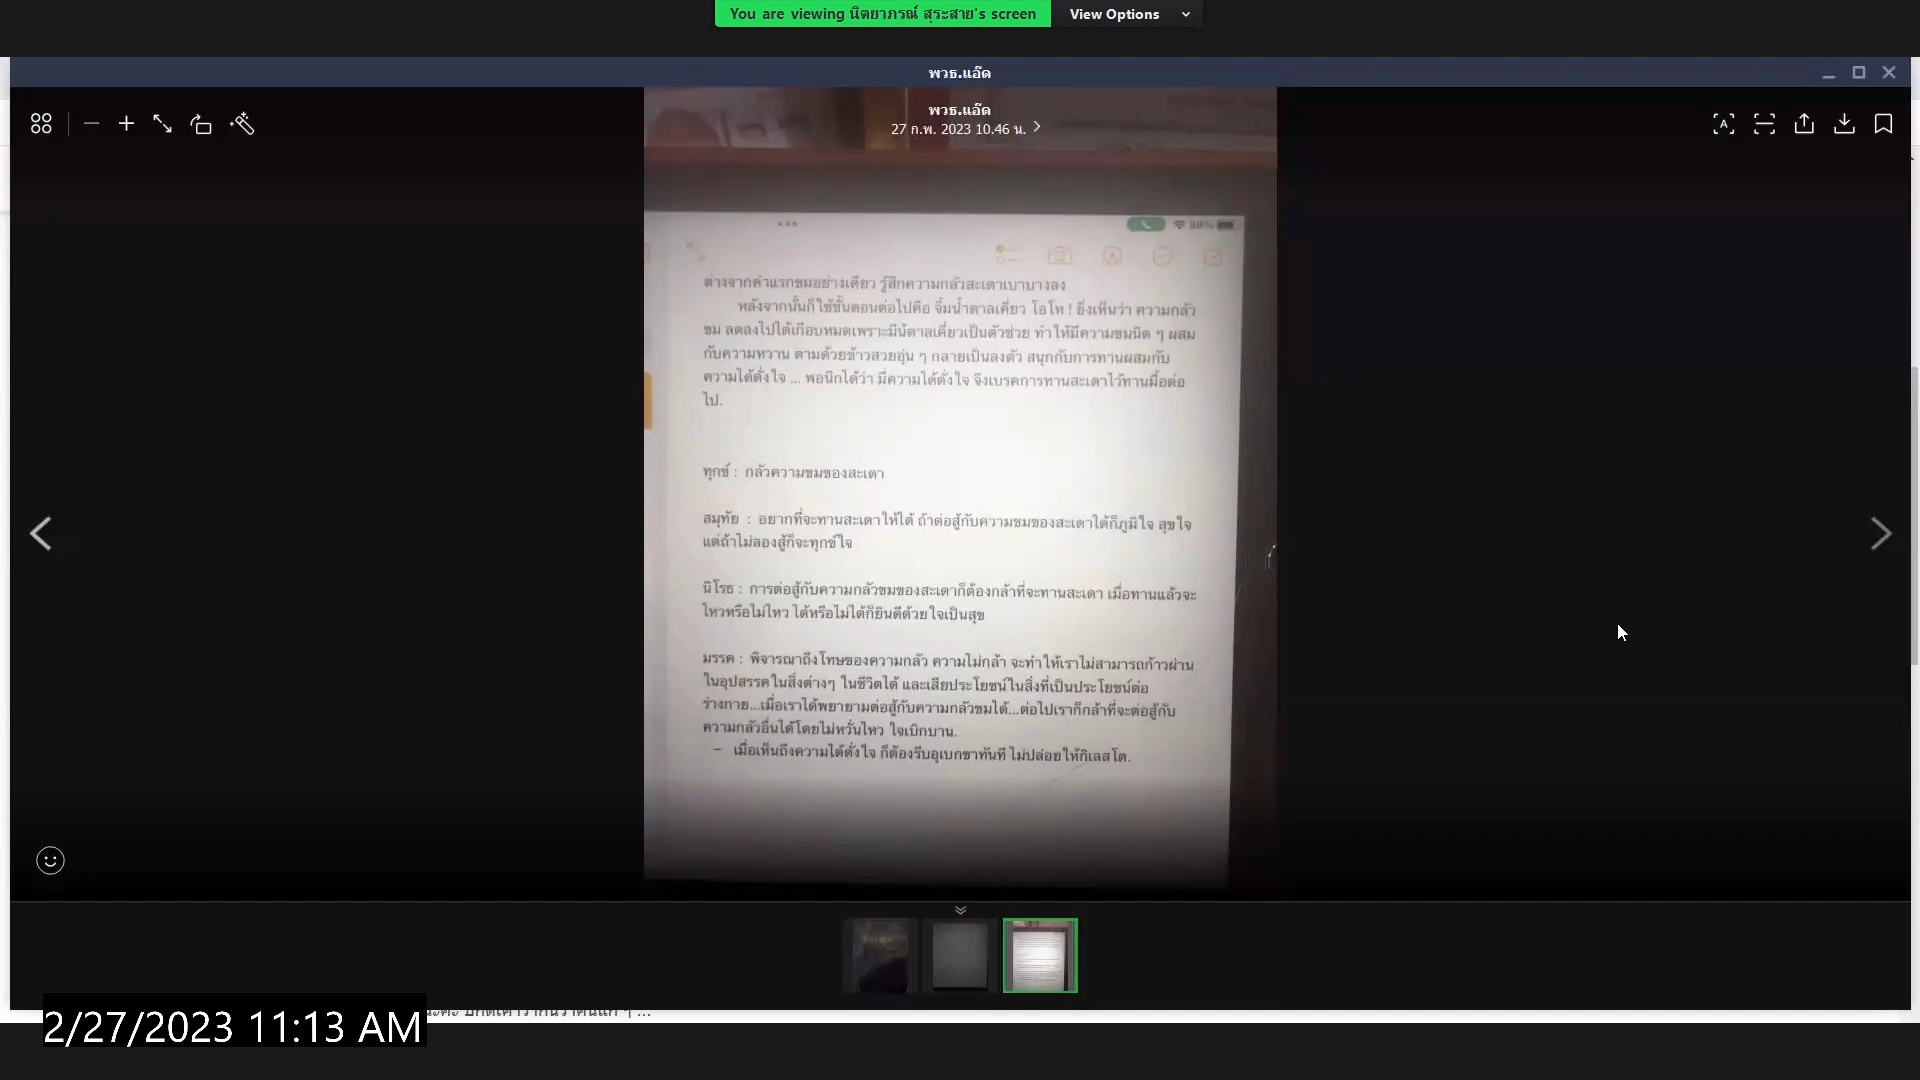 You are viewing นิตยาภรณ์ สุระสาย's screen
View Options
พวธ.แอ๊ด
พวธ.แอ๊ด
27 ก.พ. 2023 10.46 น.
ต่างจากคำแรกขมอย่างเดียว รู้สึกความกลัวสะเดาเบาบางลง
หลังจากนั้นก็ใช้ขั้นตอนต่อไปคือ จิ้มน้ำตาลเคี่ยว โอโห ! ยิ่งเห็นว่า ความกลัว
ขม ลดลงไปได้เกือบหมดเพราะมีน้ตาลเคี่ยวเป็นตัวช่วย ทำให้มีความขมนิด ๆ ผสม
กับความหวาน ตามด้วยข้าวสวยอุ่น ๆ กลายเป็นลงตัว สนุกกับการทานผสมกับ
ความได้ดั่งใจ ... พอนึกได้ว่า มีความได้ดั่งใจ จึงเบรคการทานสะเดาไว้ทานมื้อต่อ
ไป.
ทุกข์ : กลัวความขมของสะเดา
สมุทัย : อยากที่จะทานสะเดาให้ได้ ถ้าต่อสู้กับความขมของสะเดาได้ก็ภูมิใจ สุขใจ
แต่ถ้าไม่ลองสู้ก็จะทุกข์ใจ
นิโรธ : การต่อสู้กับความกลัวขมของสะเดาก็ต้องกล้าที่จะทานสะเดา เมื่อทานแล้วจะ
ไหวหรือไม่ไหว ได้หรือไม่ได้ก็ยินดีด้วยใจเป็นสุข
มรรค : พิจารณาถึงโทษของความกลัว ความไม่กล้า จะทำให้เราไม่สามารถก้าวผ่าน
ในอุปสรรคในสิ่งต่างๆ ในชีวิตได้ และเสียประโยชน์ในสิ่งที่เป็นประโยชน์ต่อ
ร่างกาย...เมื่อเราได้พยายามต่อสู้กับความกลัวขมได้...ต่อไปเราก็กล้าที่จะต่อสู้กับ
ความกลัวอื่นได้โดยไม่หวั่นไหว ใจเบิกบาน.
- เมื่อเห็นถึงความได้ดั่งใจ ก็ต้องรีบอุเบกขาทันที ไม่ปล่อยให้กิเลสโต.
2/27/2023 11:13 AM